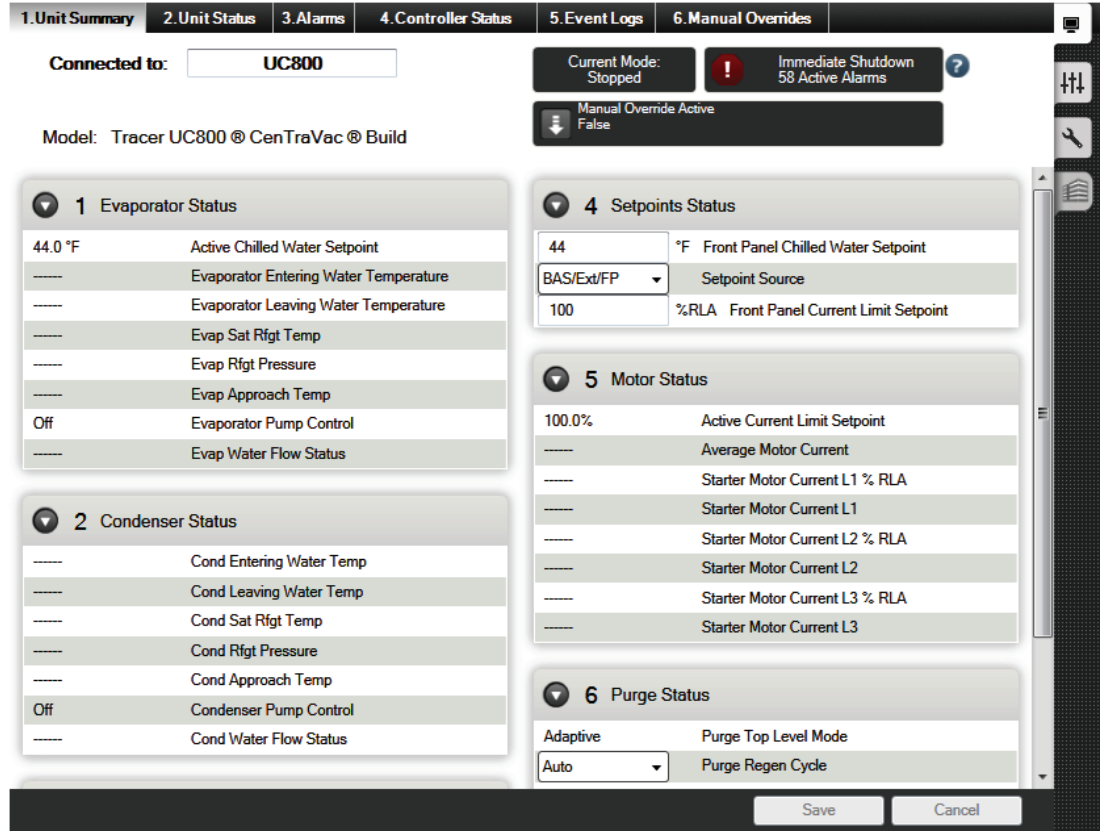 1.Unit Summary 2.Unit Status 3.Alarms 4.Controller Status 5.Event Logs 6.Manual Overrides
Connected to: UC800
Current Mode:
Stopped
! Immediate Shutdown
58 Active Alarms
?
Manual Override Active
False
Model: Tracer UC800 ® CenTraVac ® Build
1 Evaporator Status
44.0 °F Active Chilled Water Setpoint
------ Evaporator Entering Water Temperature
------ Evaporator Leaving Water Temperature
------ Evap Sat Rfgt Temp
------ Evap Rfgt Pressure
------ Evap Approach Temp
Off Evaporator Pump Control
------ Evap Water Flow Status
2 Condenser Status
------ Cond Entering Water Temp
------ Cond Leaving Water Temp
------ Cond Sat Rfgt Temp
------ Cond Rfgt Pressure
------ Cond Approach Temp
Off Condenser Pump Control
------ Cond Water Flow Status
4 Setpoints Status
44 °F Front Panel Chilled Water Setpoint
BAS/Ext/FP Setpoint Source
100 %RLA Front Panel Current Limit Setpoint
5 Motor Status
100.0% Active Current Limit Setpoint
------ Average Motor Current
------ Starter Motor Current L1 % RLA
------ Starter Motor Current L1
------ Starter Motor Current L2 % RLA
------ Starter Motor Current L2
------ Starter Motor Current L3 % RLA
------ Starter Motor Current L3
6 Purge Status
Adaptive Purge Top Level Mode
Auto Purge Regen Cycle
Save Cancel